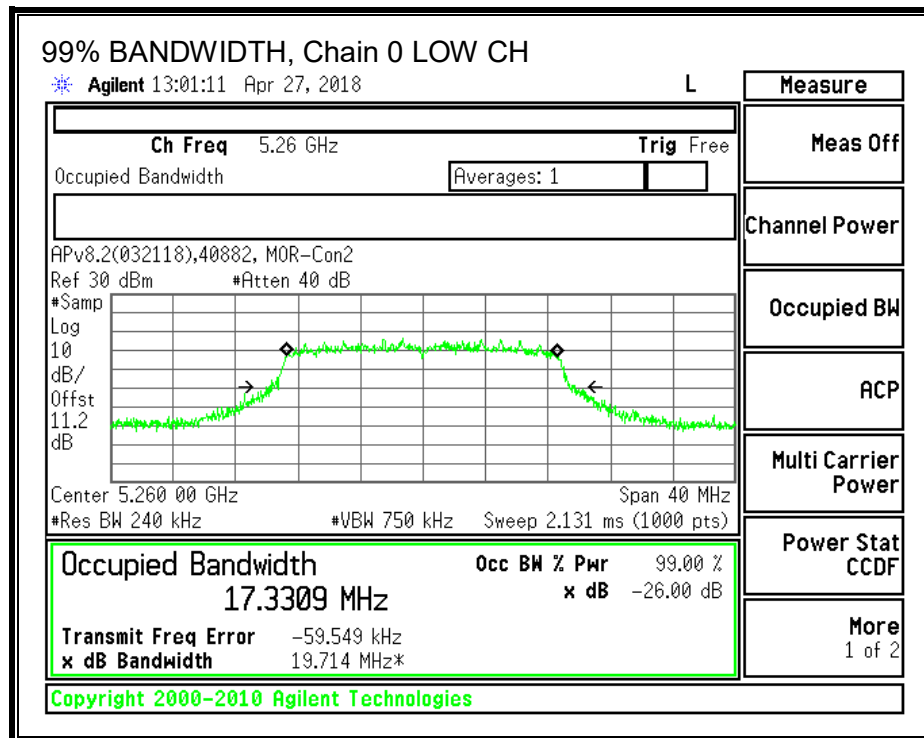 99% BANDWIDTH, Chain 0 LOW CH
Agilent 13:01:11 Apr 27, 2018 L
Measure
Ch Freq 5.26 GHz Trig Free
Meas Off
Occupied Bandwidth Averages: 1
Channel Power
APv8.2(032118),40882, MOR-Con2
Ref 30 dBm #Atten 40 dB
#Samp
Log
10
dB/
Offst
11.2
dB
Occupied BW
ACP
Multi Carrier
Power
Center 5.260 00 GHz Span 40 MHz
#Res BW 240 kHz #VBW 750 kHz Sweep 2.131 ms (1000 pts)
Power Stat
CCDF
Occupied Bandwidth Occ BW % Pwr 99.00 %
17.3309 MHz x dB -26.00 dB
Transmit Freq Error -59.549 kHz
x dB Bandwidth 19.714 MHz*
More
1 of 2
Copyright 2000-2010 Agilent Technologies